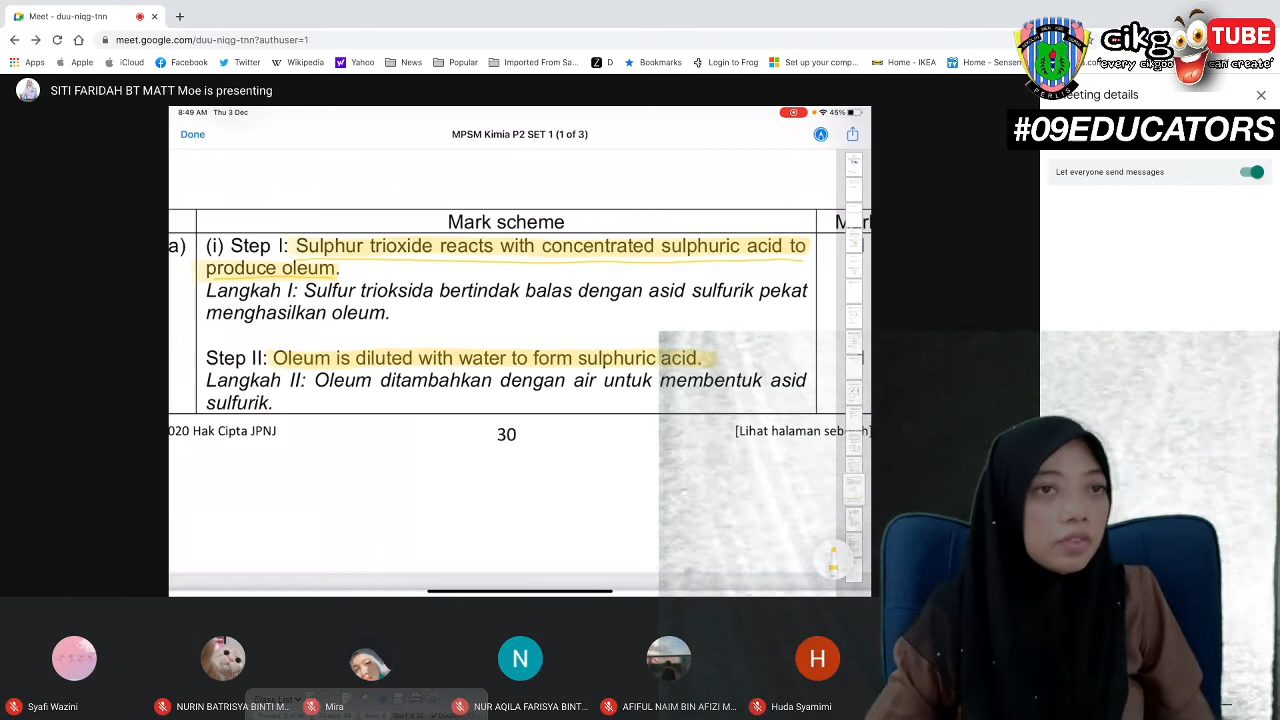 Meet - duu-niqg-tnn
meet.google.com/duu-niqg-tnn?authuser=1
Apps Apple iCloud Facebook Twitter Wikipedia Yahoo News Popular Imported From Sa... Z D Bookmarks Login to Frog Set up your comp... Home - IKEA Home - Sensen
cikgoo TUBE
'every cikgoo can create'
PERLIS
SITI FARIDAH BT MATT Moe is presenting
eeting details
#09EDUCATORS
Let everyone send messages
8:49 AM Thu 3 Dec
45%
Done
MPSM Kimia P2 SET 1 (1 of 3)
Mark scheme
a) (i) Step I: Sulphur trioxide reacts with concentrated sulphuric acid to
produce oleum.
Langkah I: Sulfur trioksida bertindak balas dengan asid sulfurik pekat
menghasilkan oleum.
Step II: Oleum is diluted with water to form sulphuric acid.
Langkah II: Oleum ditambahkan dengan air untuk membentuk asid
sulfurik.
020 Hak Cipta JPNJ
30
[Lihat halaman seb
N
H
Syafi Wazini
NURIN BATRISYA BINTI M...
Mira
NUR AQILA FARISYA BINT...
AFIFUL NAIM BIN AFIZI M...
Huda Syamimi
Class List